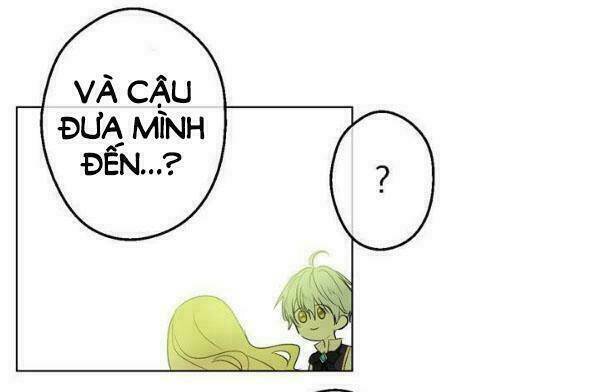 VÀ CẬU
ĐƯA MÌNH
ĐẾN...?
?